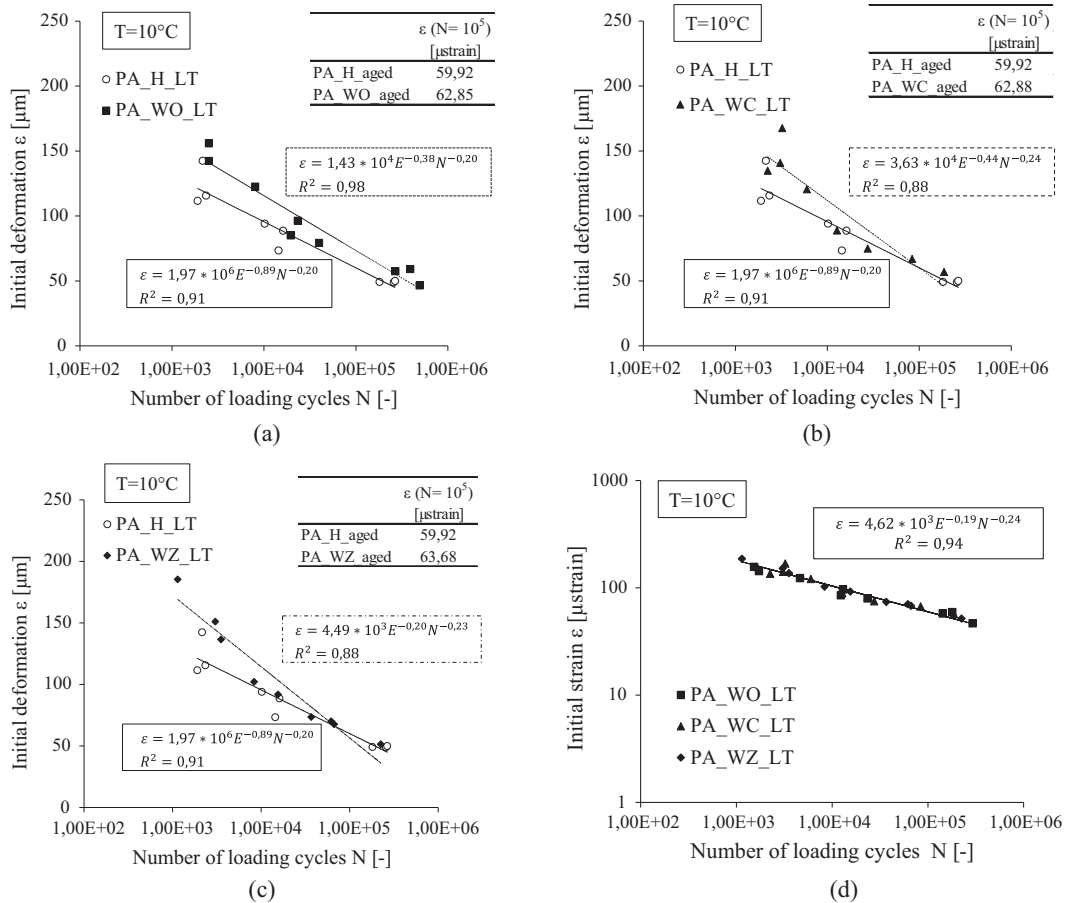 T=10°C
ε (N= 10⁵)
[µstrain]
PA_H_aged 59,92
PA_WO_aged 62,85
PA_H_LT
PA_WO_LT
ε = 1,43 * 10⁴E⁻⁰,³⁸N⁻⁰,²⁰
R² = 0,98
ε = 1,97 * 10⁶E⁻⁰,⁸⁹N⁻⁰,²⁰
R² = 0,91
Initial deformation ε [µm]
250
200
150
100
50
0
1,00E+02 1,00E+03 1,00E+04 1,00E+05 1,00E+06
Number of loading cycles N [-]
(a)
T=10°C
ε (N= 10⁵)
[µstrain]
PA_H_aged 59,92
PA_WC_aged 62,88
PA_H_LT
PA_WC_LT
ε = 3,63 * 10⁴E⁻⁰,⁴⁴N⁻⁰,²⁴
R² = 0,88
ε = 1,97 * 10⁶E⁻⁰,⁸⁹N⁻⁰,²⁰
R² = 0,91
Initial deformation ε [µm]
250
200
150
100
50
0
1,00E+02 1,00E+03 1,00E+04 1,00E+05 1,00E+06
Number of loading cycles N [-]
(b)
T=10°C
ε (N= 10⁵)
[µstrain]
PA_H_aged 59,92
PA_WZ_aged 63,68
PA_H_LT
PA_WZ_LT
ε = 4,49 * 10³E⁻⁰,²⁰N⁻⁰,²³
R² = 0,88
ε = 1,97 * 10⁶E⁻⁰,⁸⁹N⁻⁰,²⁰
R² = 0,91
Initial deformation ε [µm]
250
200
150
100
50
0
1,00E+02 1,00E+03 1,00E+04 1,00E+05 1,00E+06
Number of loading cycles N [-]
(c)
T=10°C
ε = 4,62 * 10³E⁻⁰,¹⁹N⁻⁰,²⁴
R² = 0,94
PA_WO_LT
PA_WC_LT
PA_WZ_LT
Initial strain ε [µstrain]
1000
100
10
1
1,00E+02 1,00E+03 1,00E+04 1,00E+05 1,00E+06
Number of loading cycles N [-]
(d)